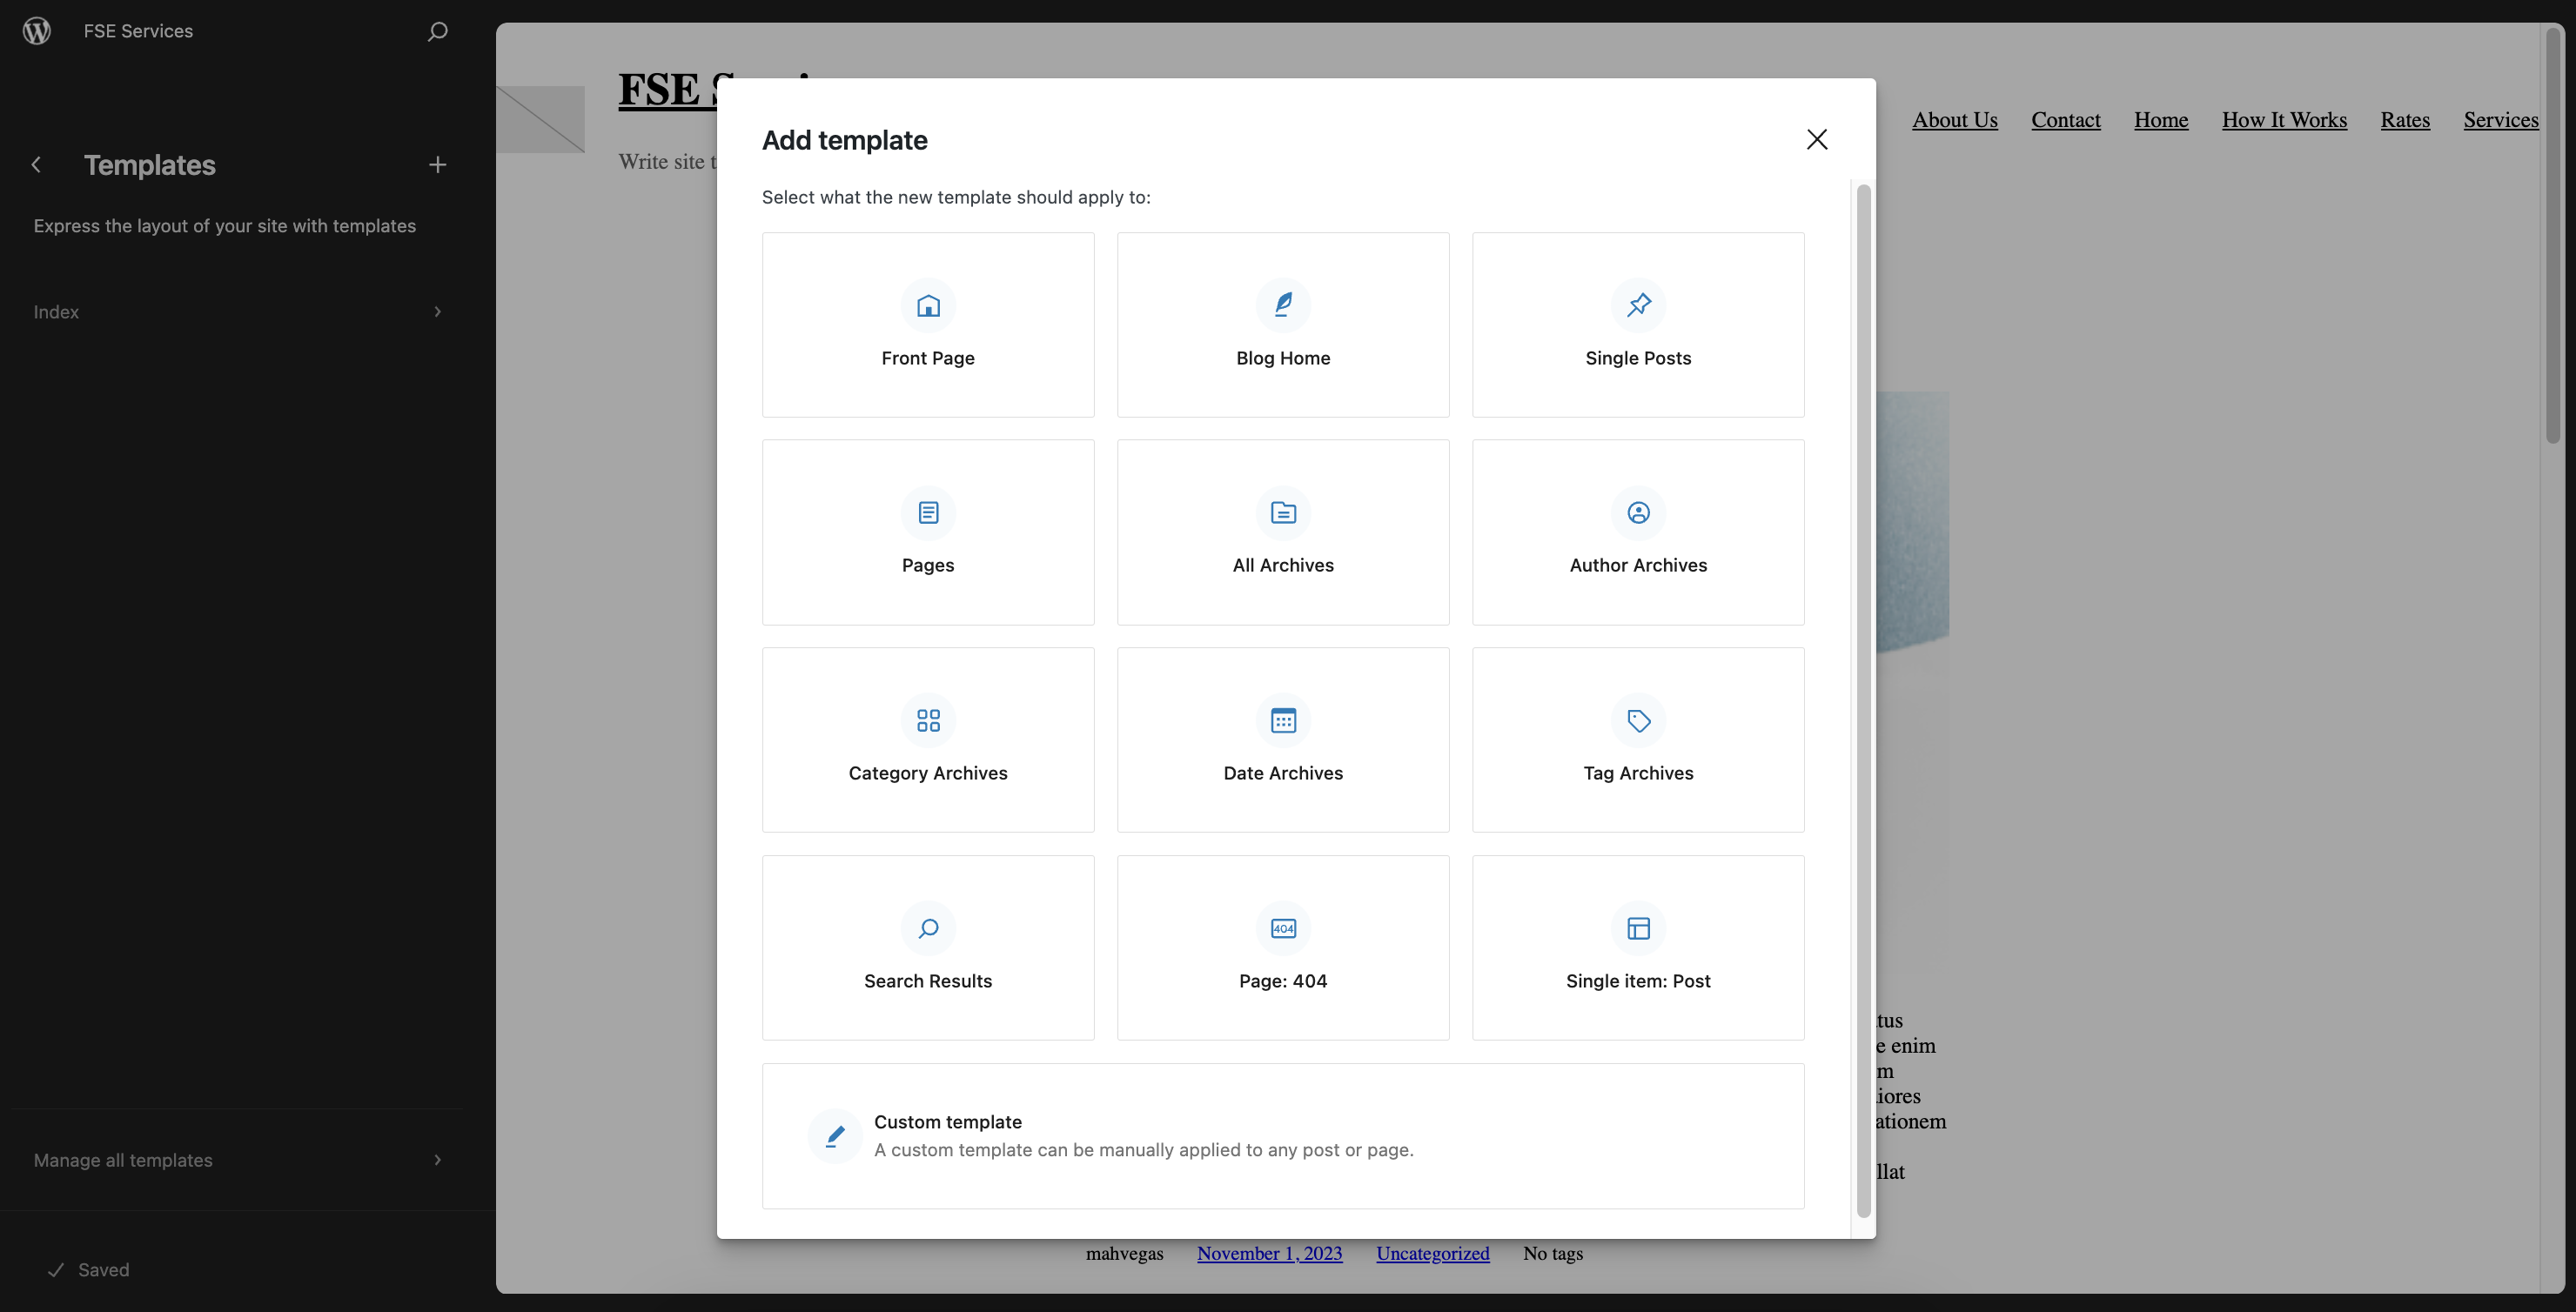 FSE Services
Templates
Express the layout of your site with templates
Index
Manage all templates
Saved
FSE
Write site
About Us Contact Home How It Works Rates Services
Add template
Select what the new template should apply to:
Front Page Blog Home Single Posts
Pages All Archives Author Archives
Category Archives Date Archives Tag Archives
Search Results 404 Page: 404 Single item: Post
Custom template
A custom template can be manually applied to any post or page.
tus
e enim
m
iores
ationem
llat
mahvegas November 1, 2023 Uncategorized No tags